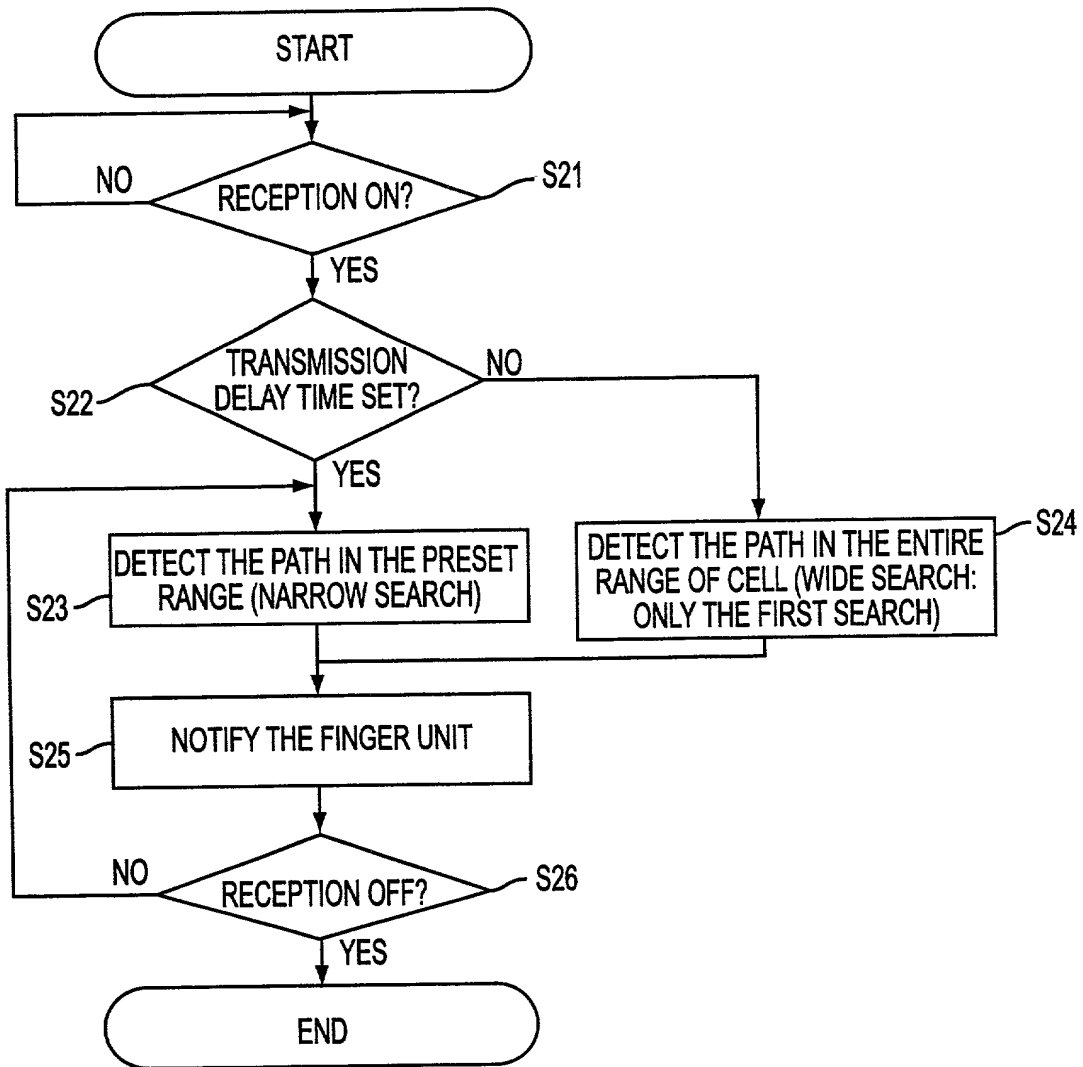 START
NO
RECEPTION ON?
S21
YES
TRANSMISSION
DELAY TIME SET?
NO
S22
YES
DETECT THE PATH IN THE PRESET
RANGE (NARROW SEARCH)
S23
DETECT THE PATH IN THE ENTIRE
RANGE OF CELL (WIDE SEARCH:
ONLY THE FIRST SEARCH)
S24
NOTIFY THE FINGER UNIT
S25
NO
RECEPTION OFF?
S26
YES
END